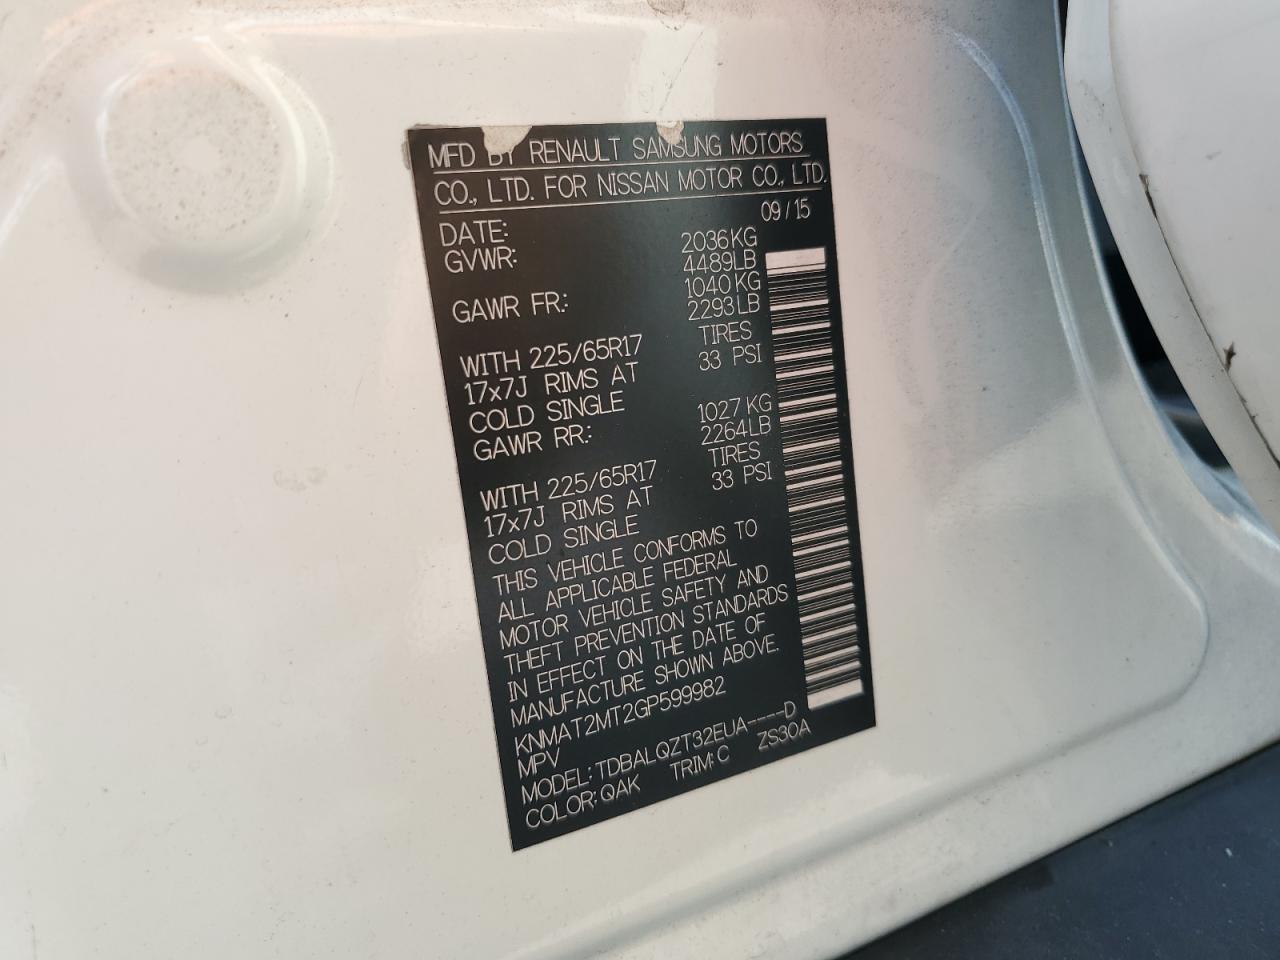 MFD BY RENAULT SAMSUNG MOTORS
CO., LTD. FOR NISSAN MOTOR CO., LTD.
DATE: 09/15
GVWR: 2036KG
4489LB
GAWR FR.: 1040KG
2293LB
WITH 225/65R17 TIRES
17x7J RIMS AT 33 PSI
COLD SINGLE
GAWR RR.: 1027KG
2264LB
WITH 225/65R17 TIRES
17x7J RIMS AT 33 PSI
COLD SINGLE
THIS VEHICLE CONFORMS TO
ALL APPLICABLE FEDERAL
MOTOR VEHICLE SAFETY AND
THEFT PREVENTION STANDARDS
IN EFFECT ON THE DATE OF
MANUFACTURE SHOWN ABOVE.
KNMAT2MT2GP599982
MPV
MODEL: TDBALQZT32EUA----D
COLOR: QAK TRIM: C ZS30A